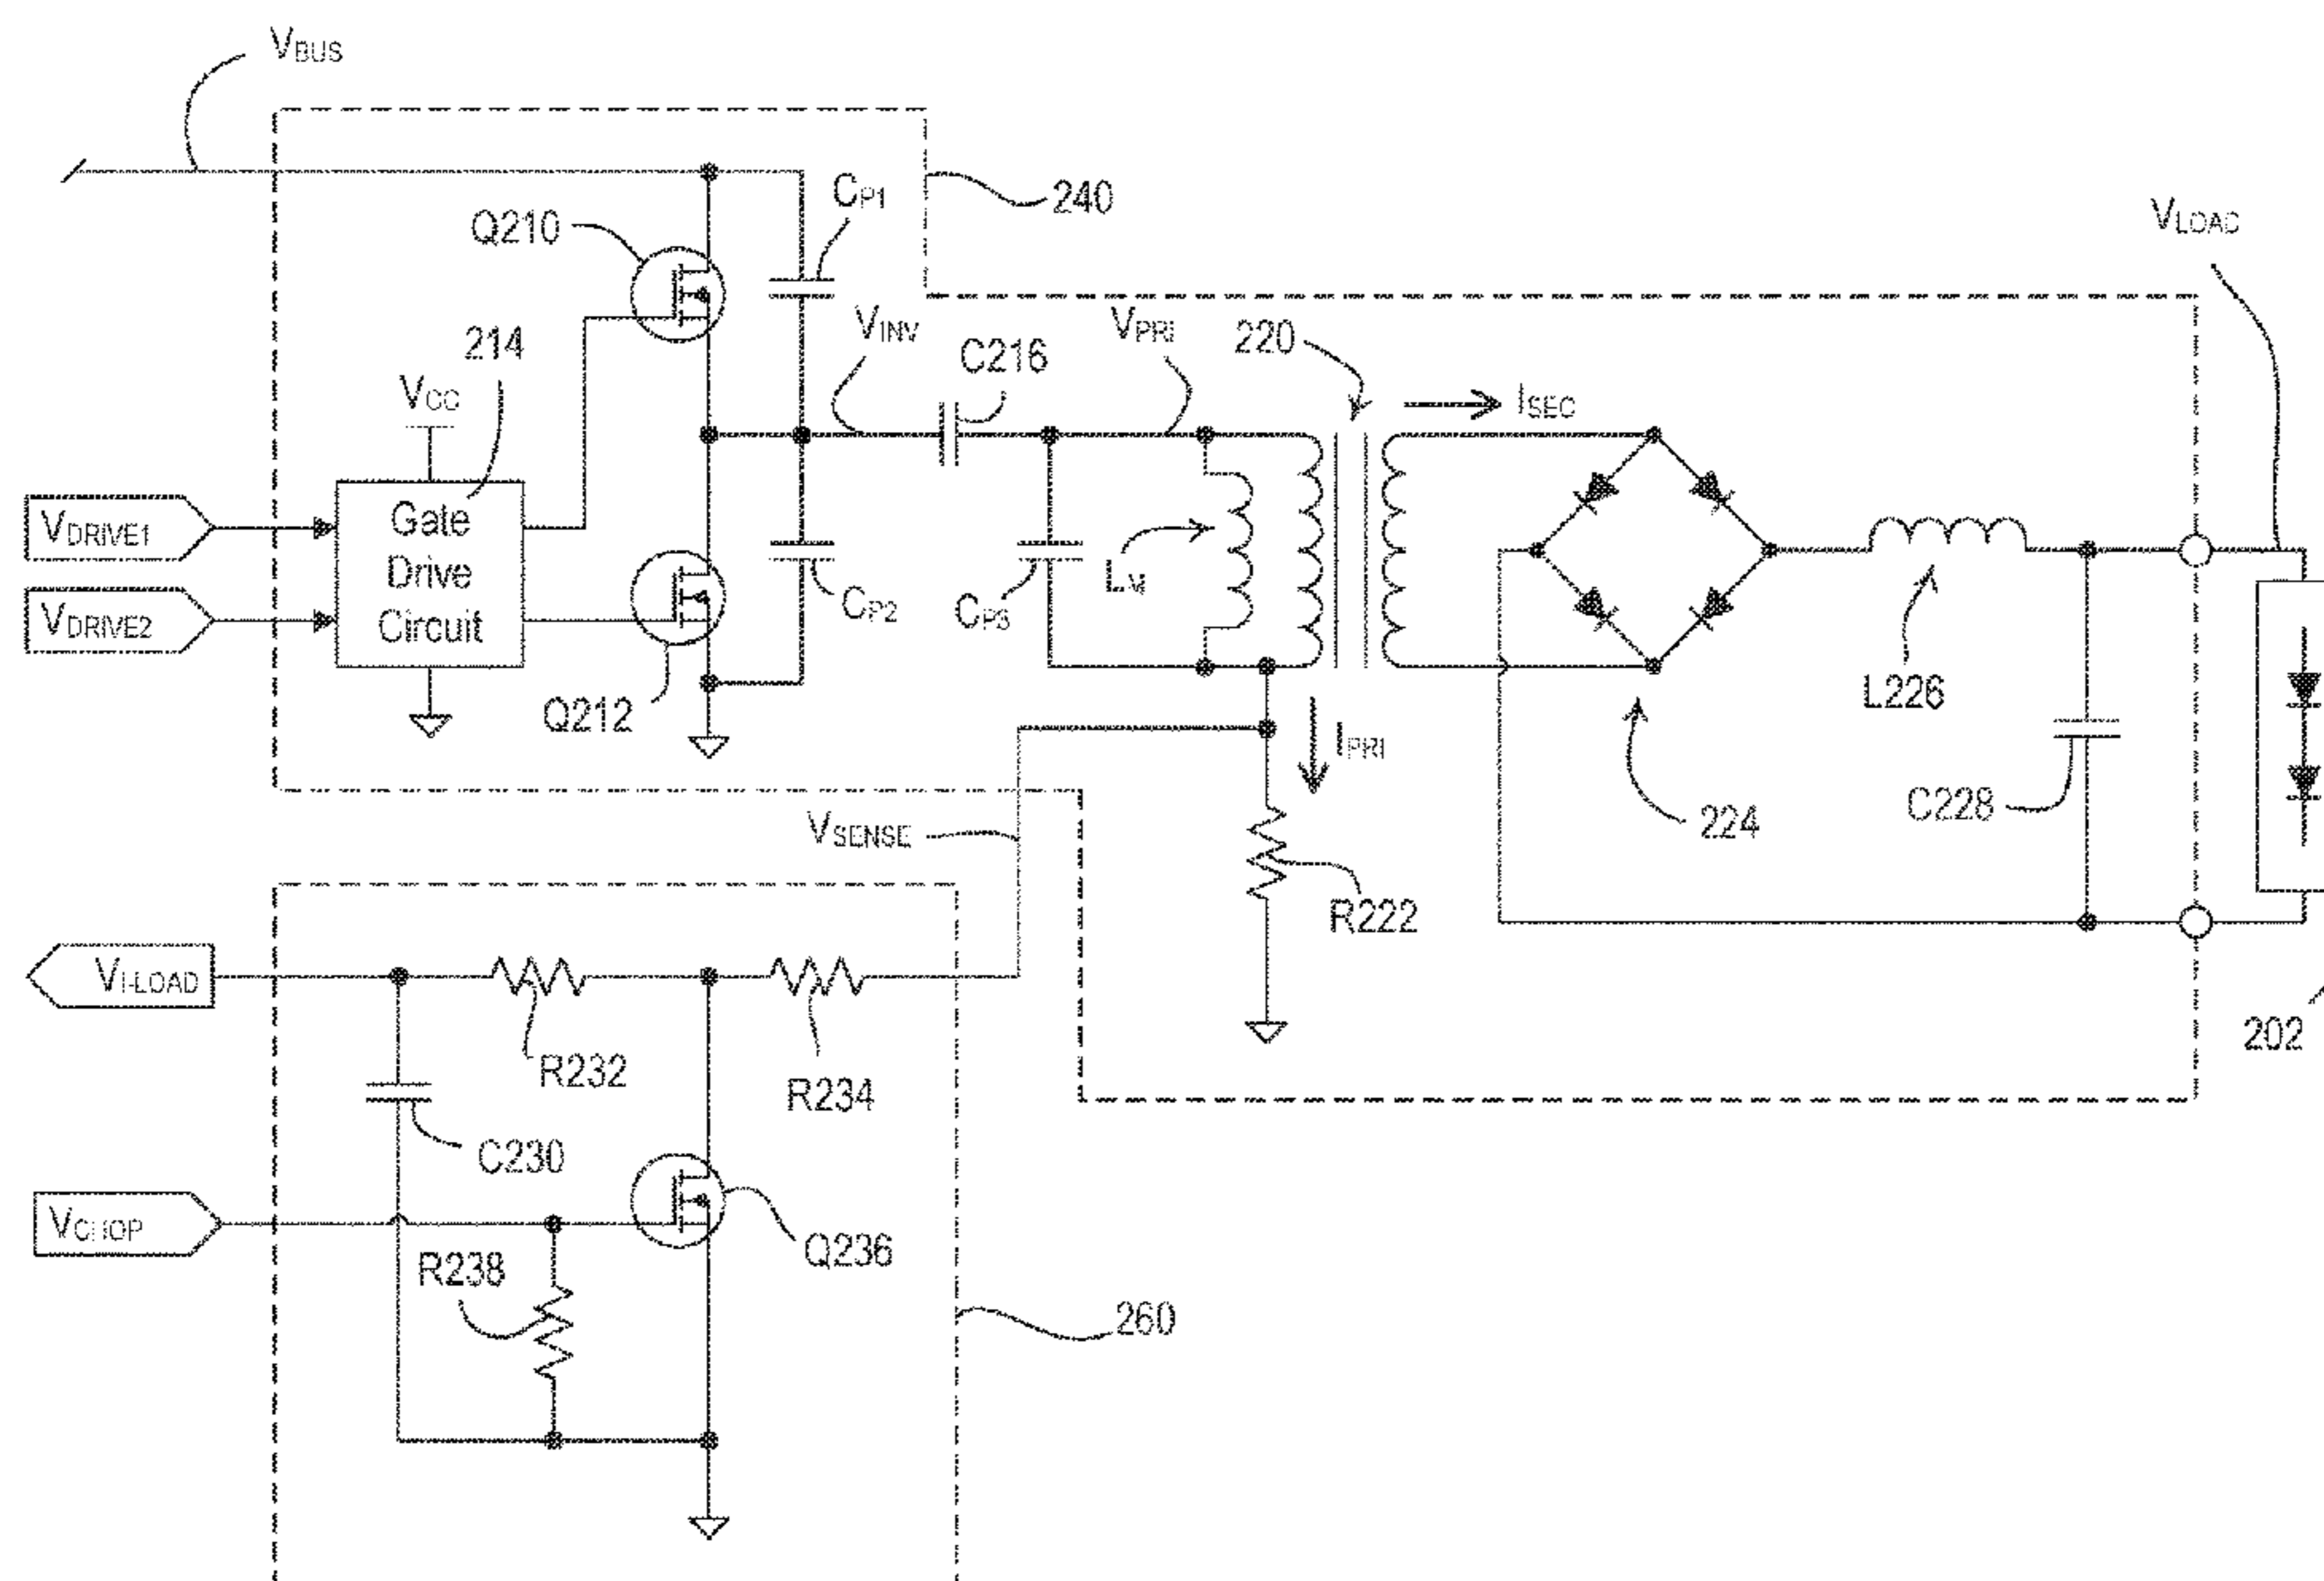 VBUS
CP1
240
Q210
VLOAD
214
VINV
VPRI
220
C216
VCC
ISEC
VDRIVE1
Gate
Drive
Circuit
VDRIVE2
LM
CP2
CP3
Q212
L226
IPRI
VSENSE
C228
224
R222
VI-LOAD
202
R232
R234
C230
VCHOP
Q236
R238
260